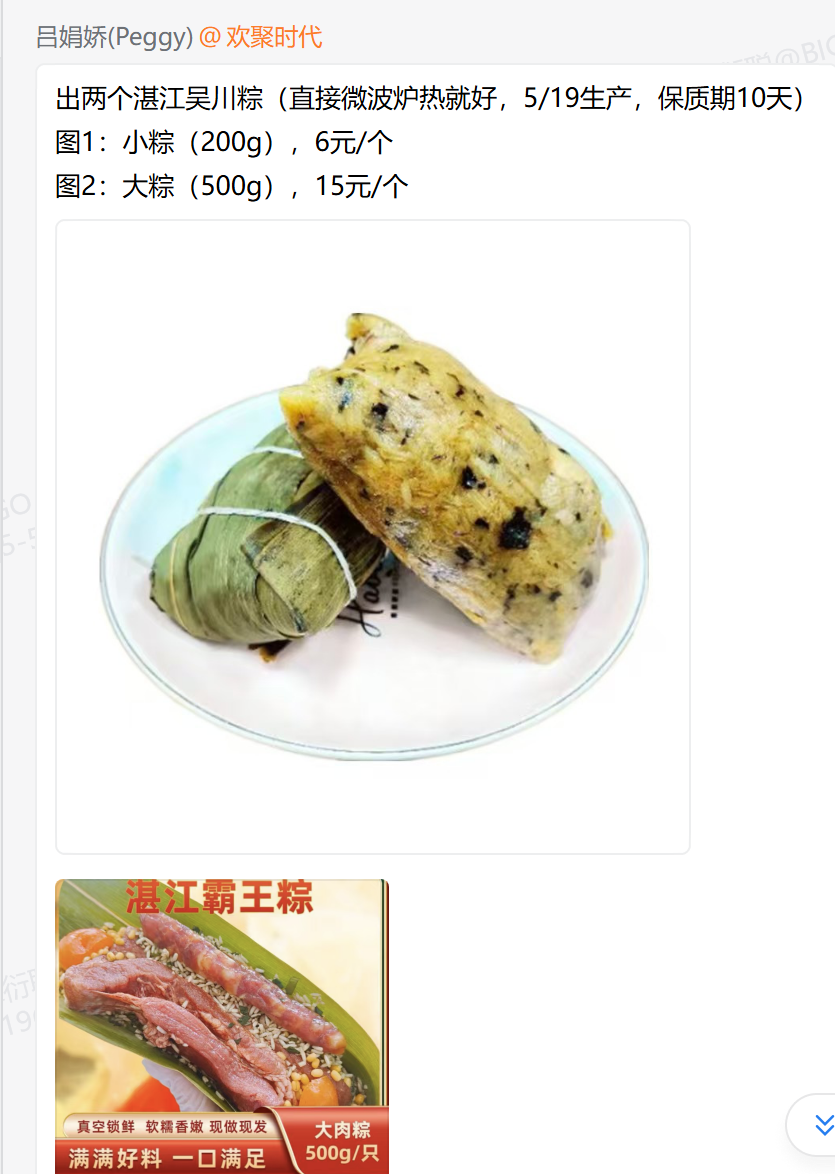 吕娟娇(Peggy) @ 欢聚时代
出两个湛江吴川粽（直接微波炉热就好，5/19生产，保质期10天）
图1：小粽（200g），6元/个
图2：大粽（500g），15元/个
湛江霸王粽
真空锁鲜 软糯香嫩 现做现发
大肉粽
满满好料 一口满足
500g/只